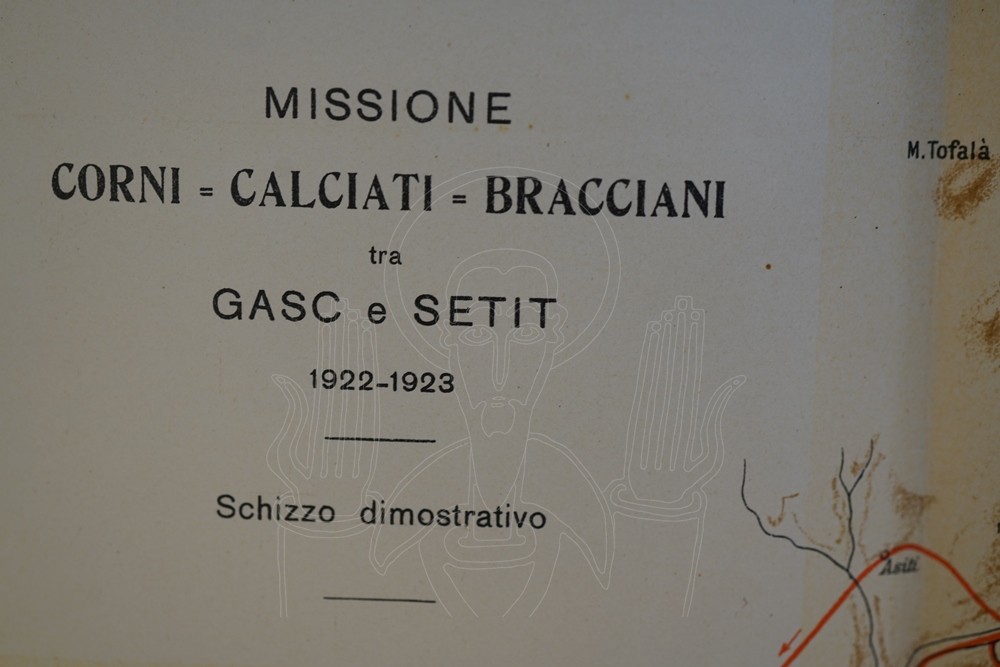 MISSIONE
CORNI = CALCIATI = BRACCIANI
tra
GASC e SETIT
1922-1923
Schizzo dimostrativo
M.Tofalà
Asiti